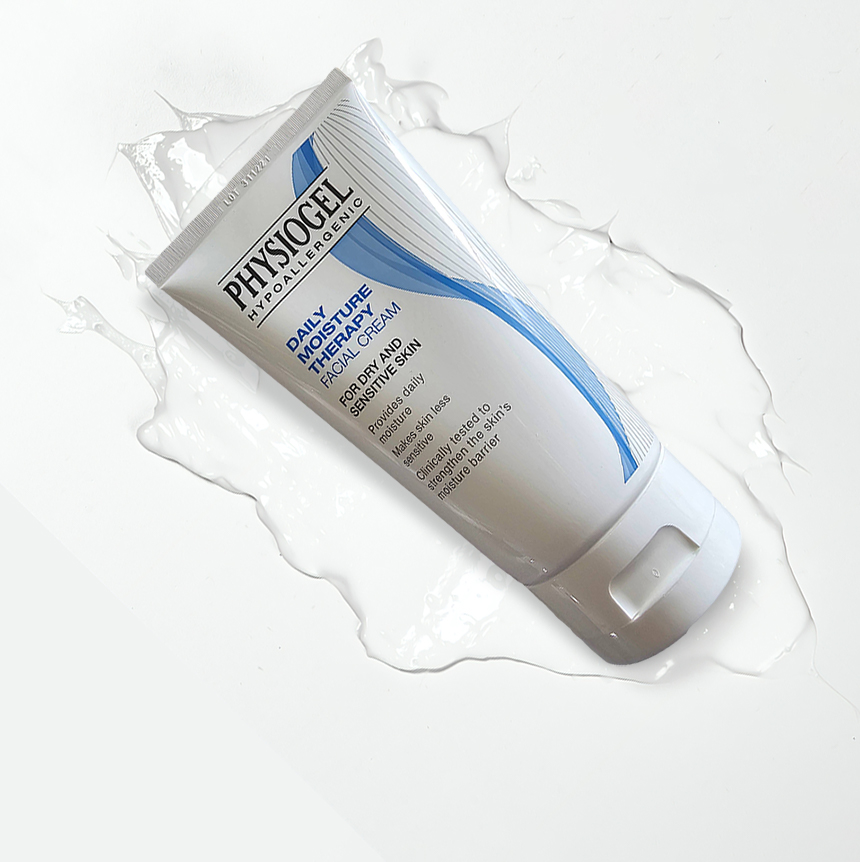 LOT 311221
PHYSIOGEL
HYPOALLERGENIC
DAILY
MOISTURE
THERAPY
FACIAL CREAM
FOR DRY AND
SENSITIVE SKIN
Provides daily
moisture
Makes skin less
sensitive
Clinically tested to
strengthen the skin's
moisture barrier